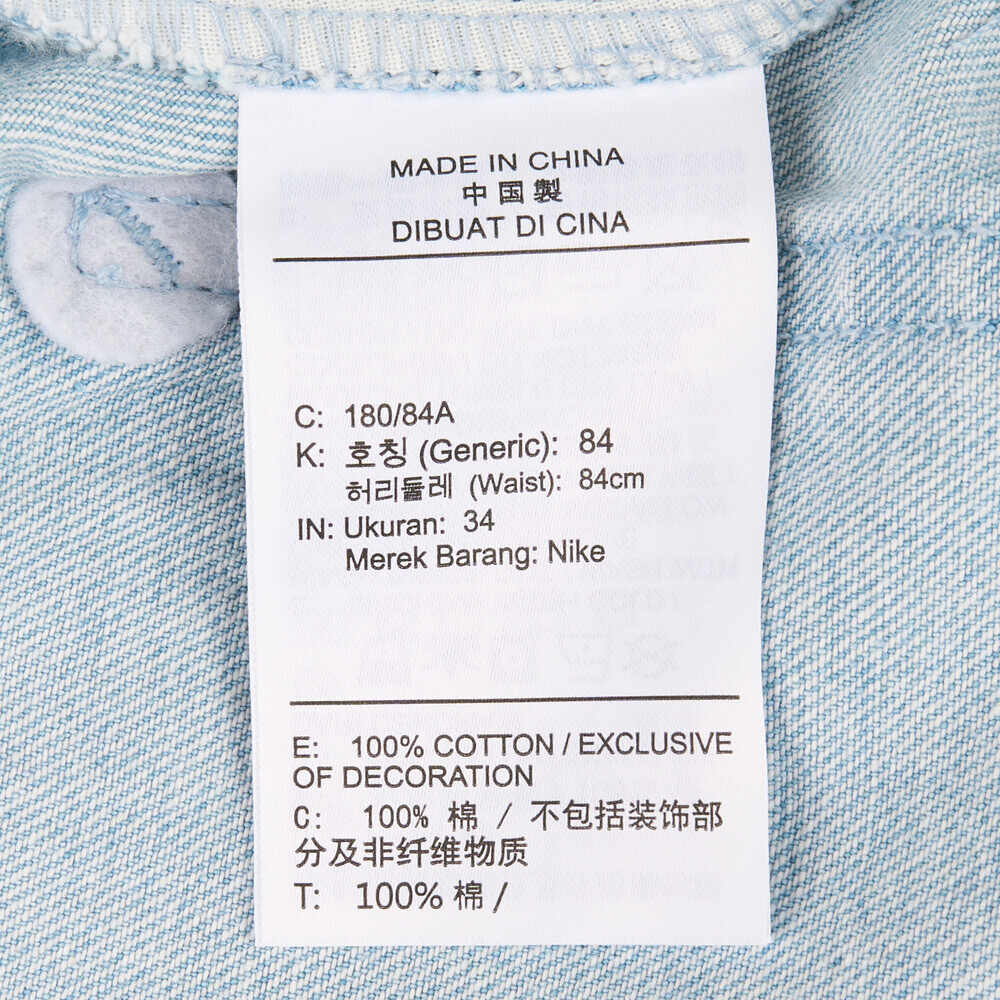 MADE IN CHINA
中国製
DIBUAT DI CINA
C: 180/84A
K: 호칭 (Generic): 84
허리둘레 (Waist): 84cm
IN: Ukuran: 34
Merek Barang: Nike
E: 100% COTTON / EXCLUSIVE
OF DECORATION
C: 100% 棉 / 不包括装饰部
分及非纤维物质
T: 100% 棉 /